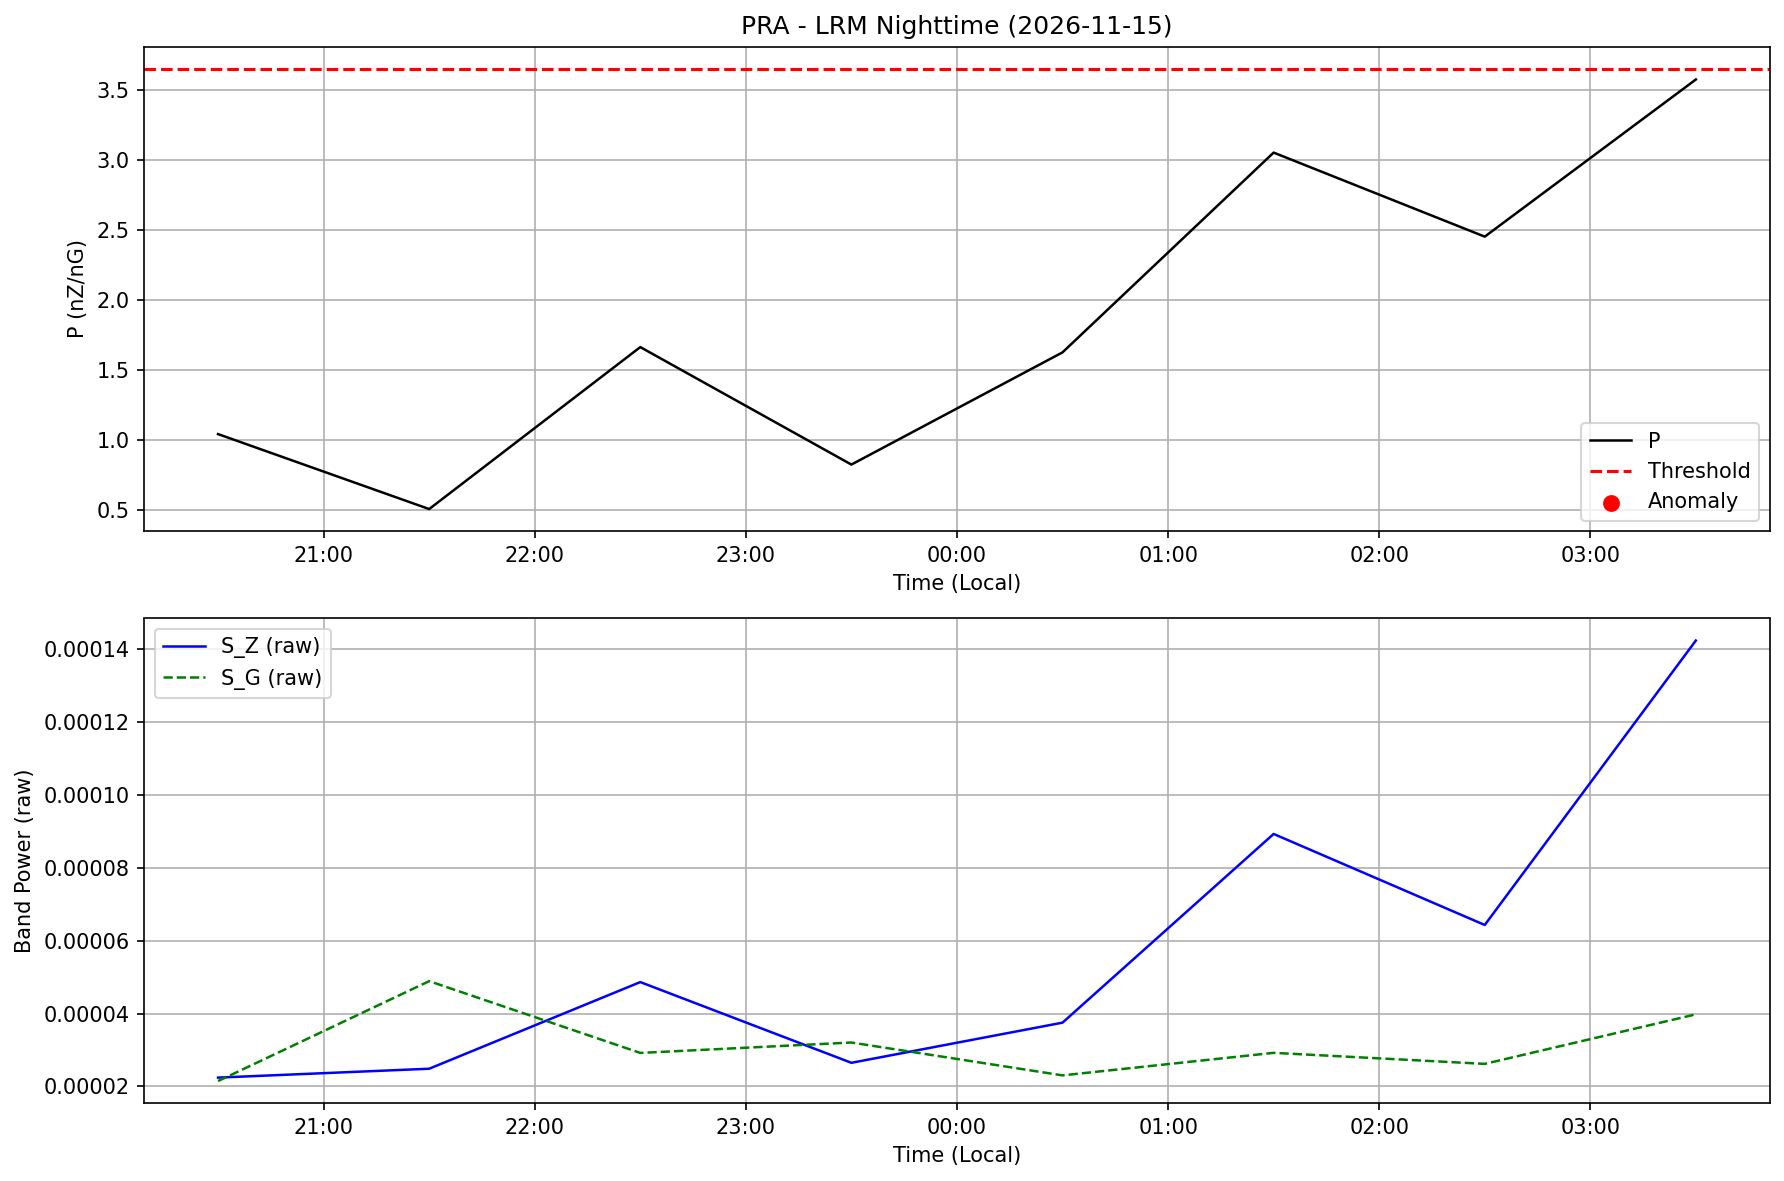 PRA - LRM Nighttime (2026-11-15)
P (nZ/nG)
3.5
3.0
2.5
2.0
1.5
1.0
0.5
P
Threshold
Anomaly
21:00 22:00 23:00 00:00 01:00 02:00 03:00
Time (Local)
Band Power (raw)
0.00014
0.00012
0.00010
0.00008
0.00006
0.00004
0.00002
S_Z (raw)
S_G (raw)
21:00 22:00 23:00 00:00 01:00 02:00 03:00
Time (Local)